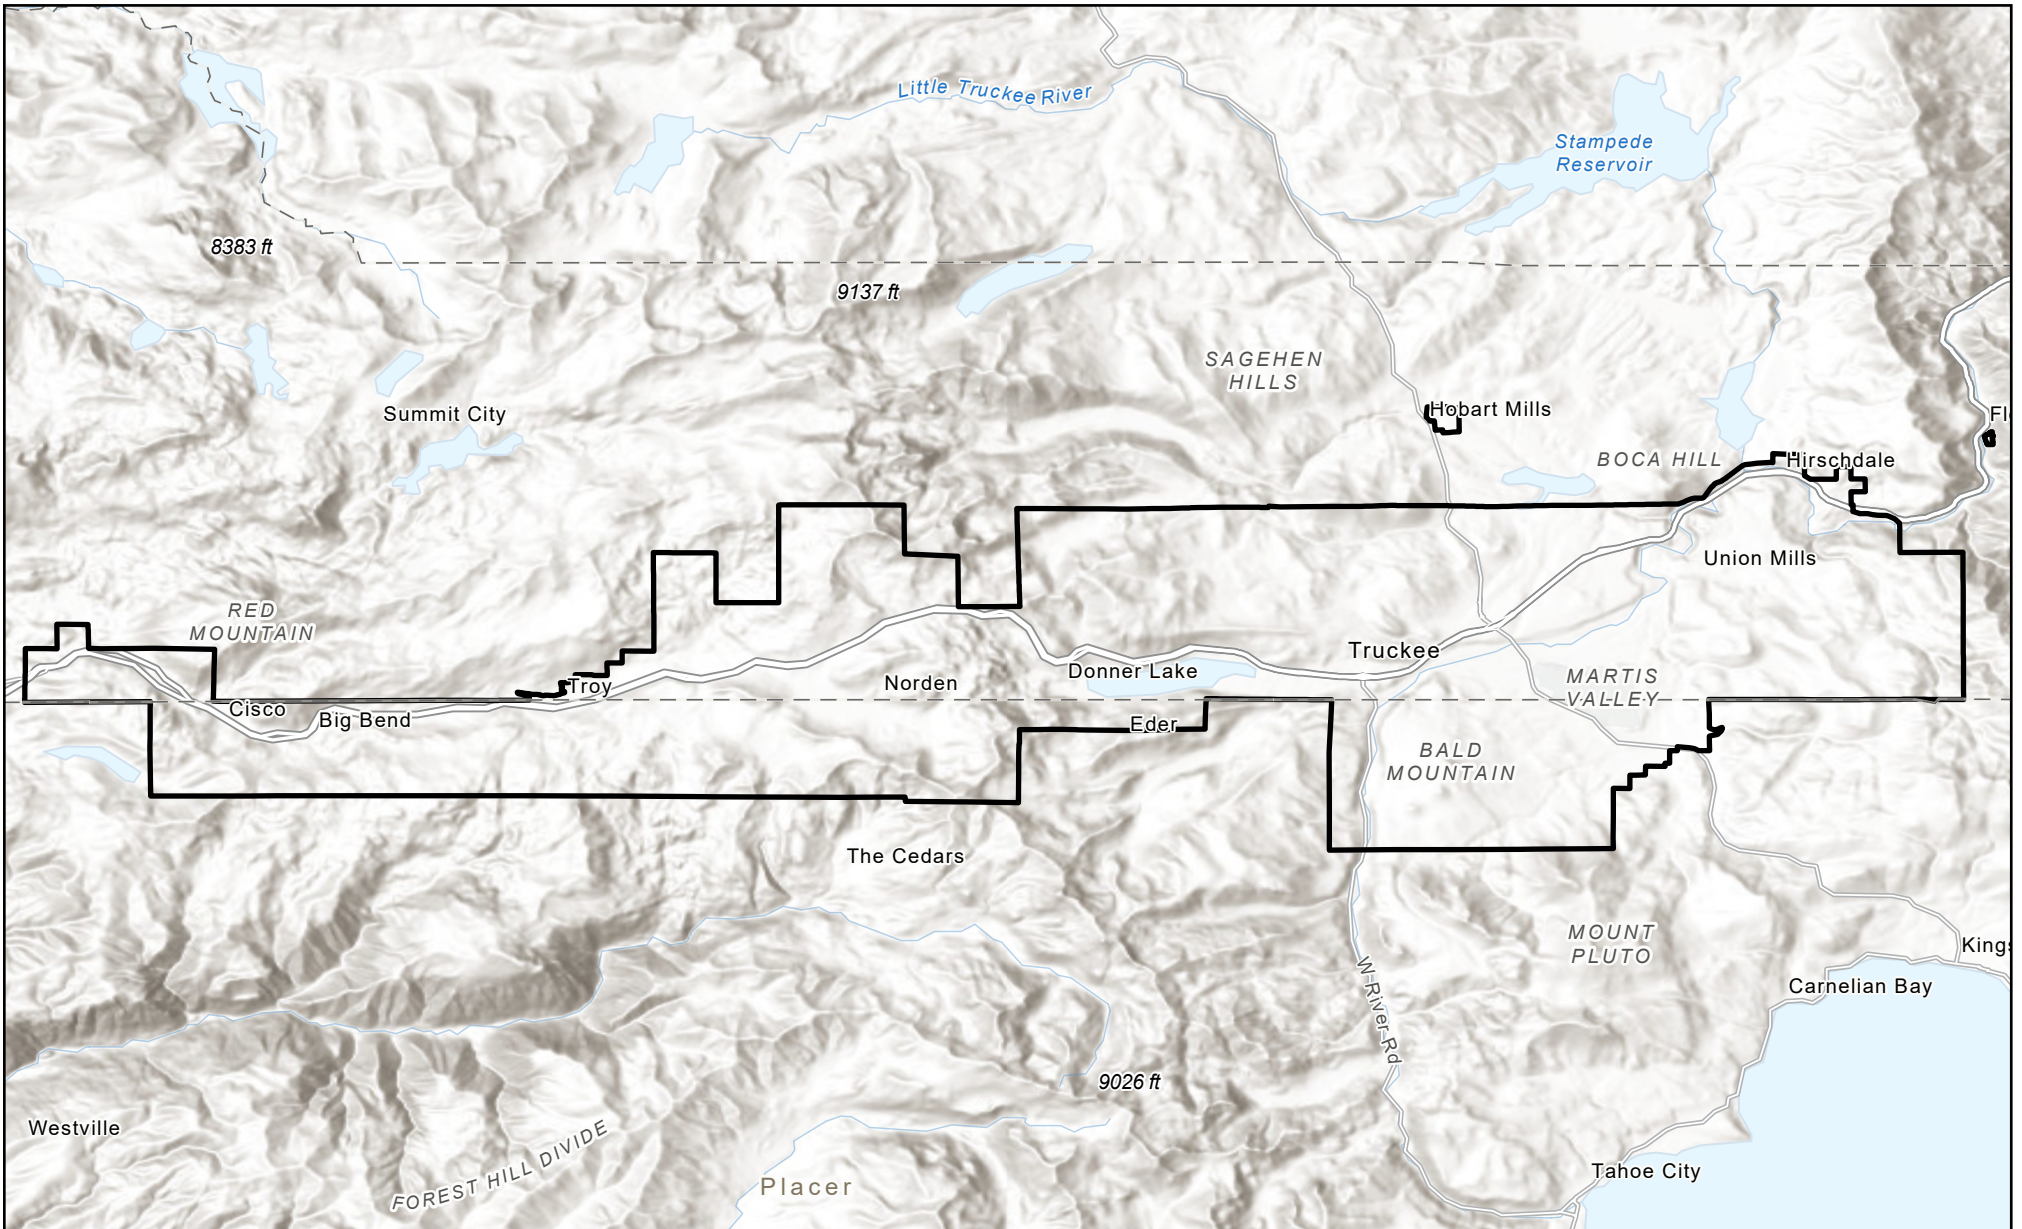 Little Truckee River
Stampede
Reservoir
8383 ft
9137 ft
SAGEHEN
HILLS
Summit City
Hobart Mills
Fl
BOCA HILL
Hirschdale
Union Mills
RED
MOUNTAIN
Truckee
Donner Lake
Troy
Norden
MARTIS
VALLEY
Cisco
Big Bend
Eder
BALD
MOUNTAIN
The Cedars
MOUNT
PLUTO
Kings
Carnelian Bay
W River Rd
9026 ft
Westville
FOREST HILL DIVIDE
Placer
Tahoe City